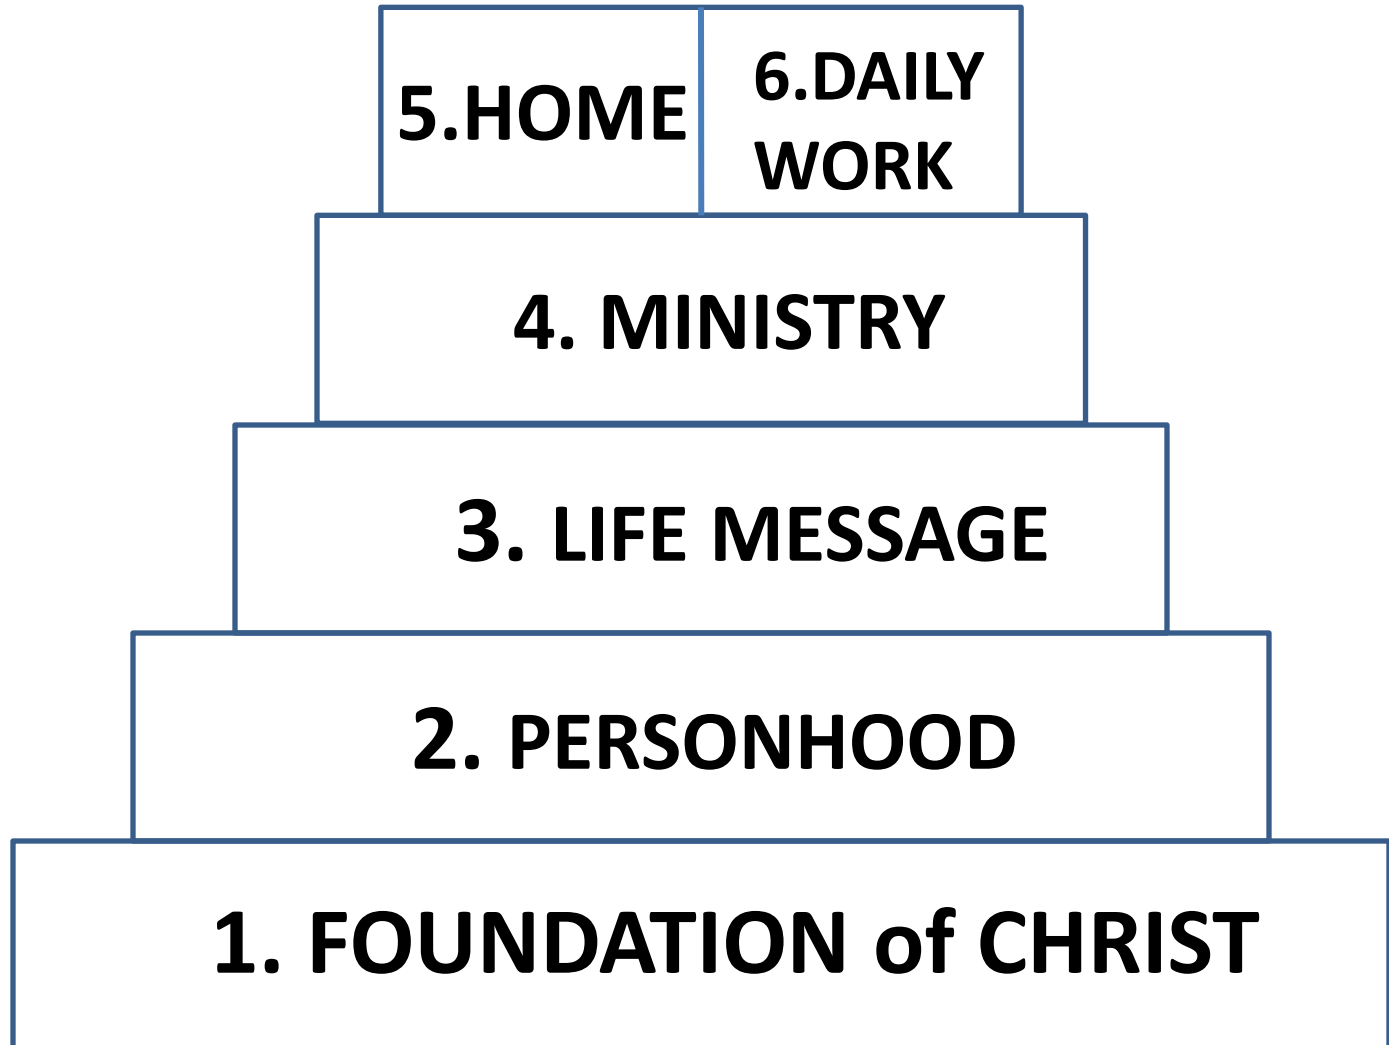 5.HOME
6.DAILY
WORK
4. MINISTRY
3. LIFE MESSAGE
2. PERSONHOOD
1. FOUNDATION of CHRIST